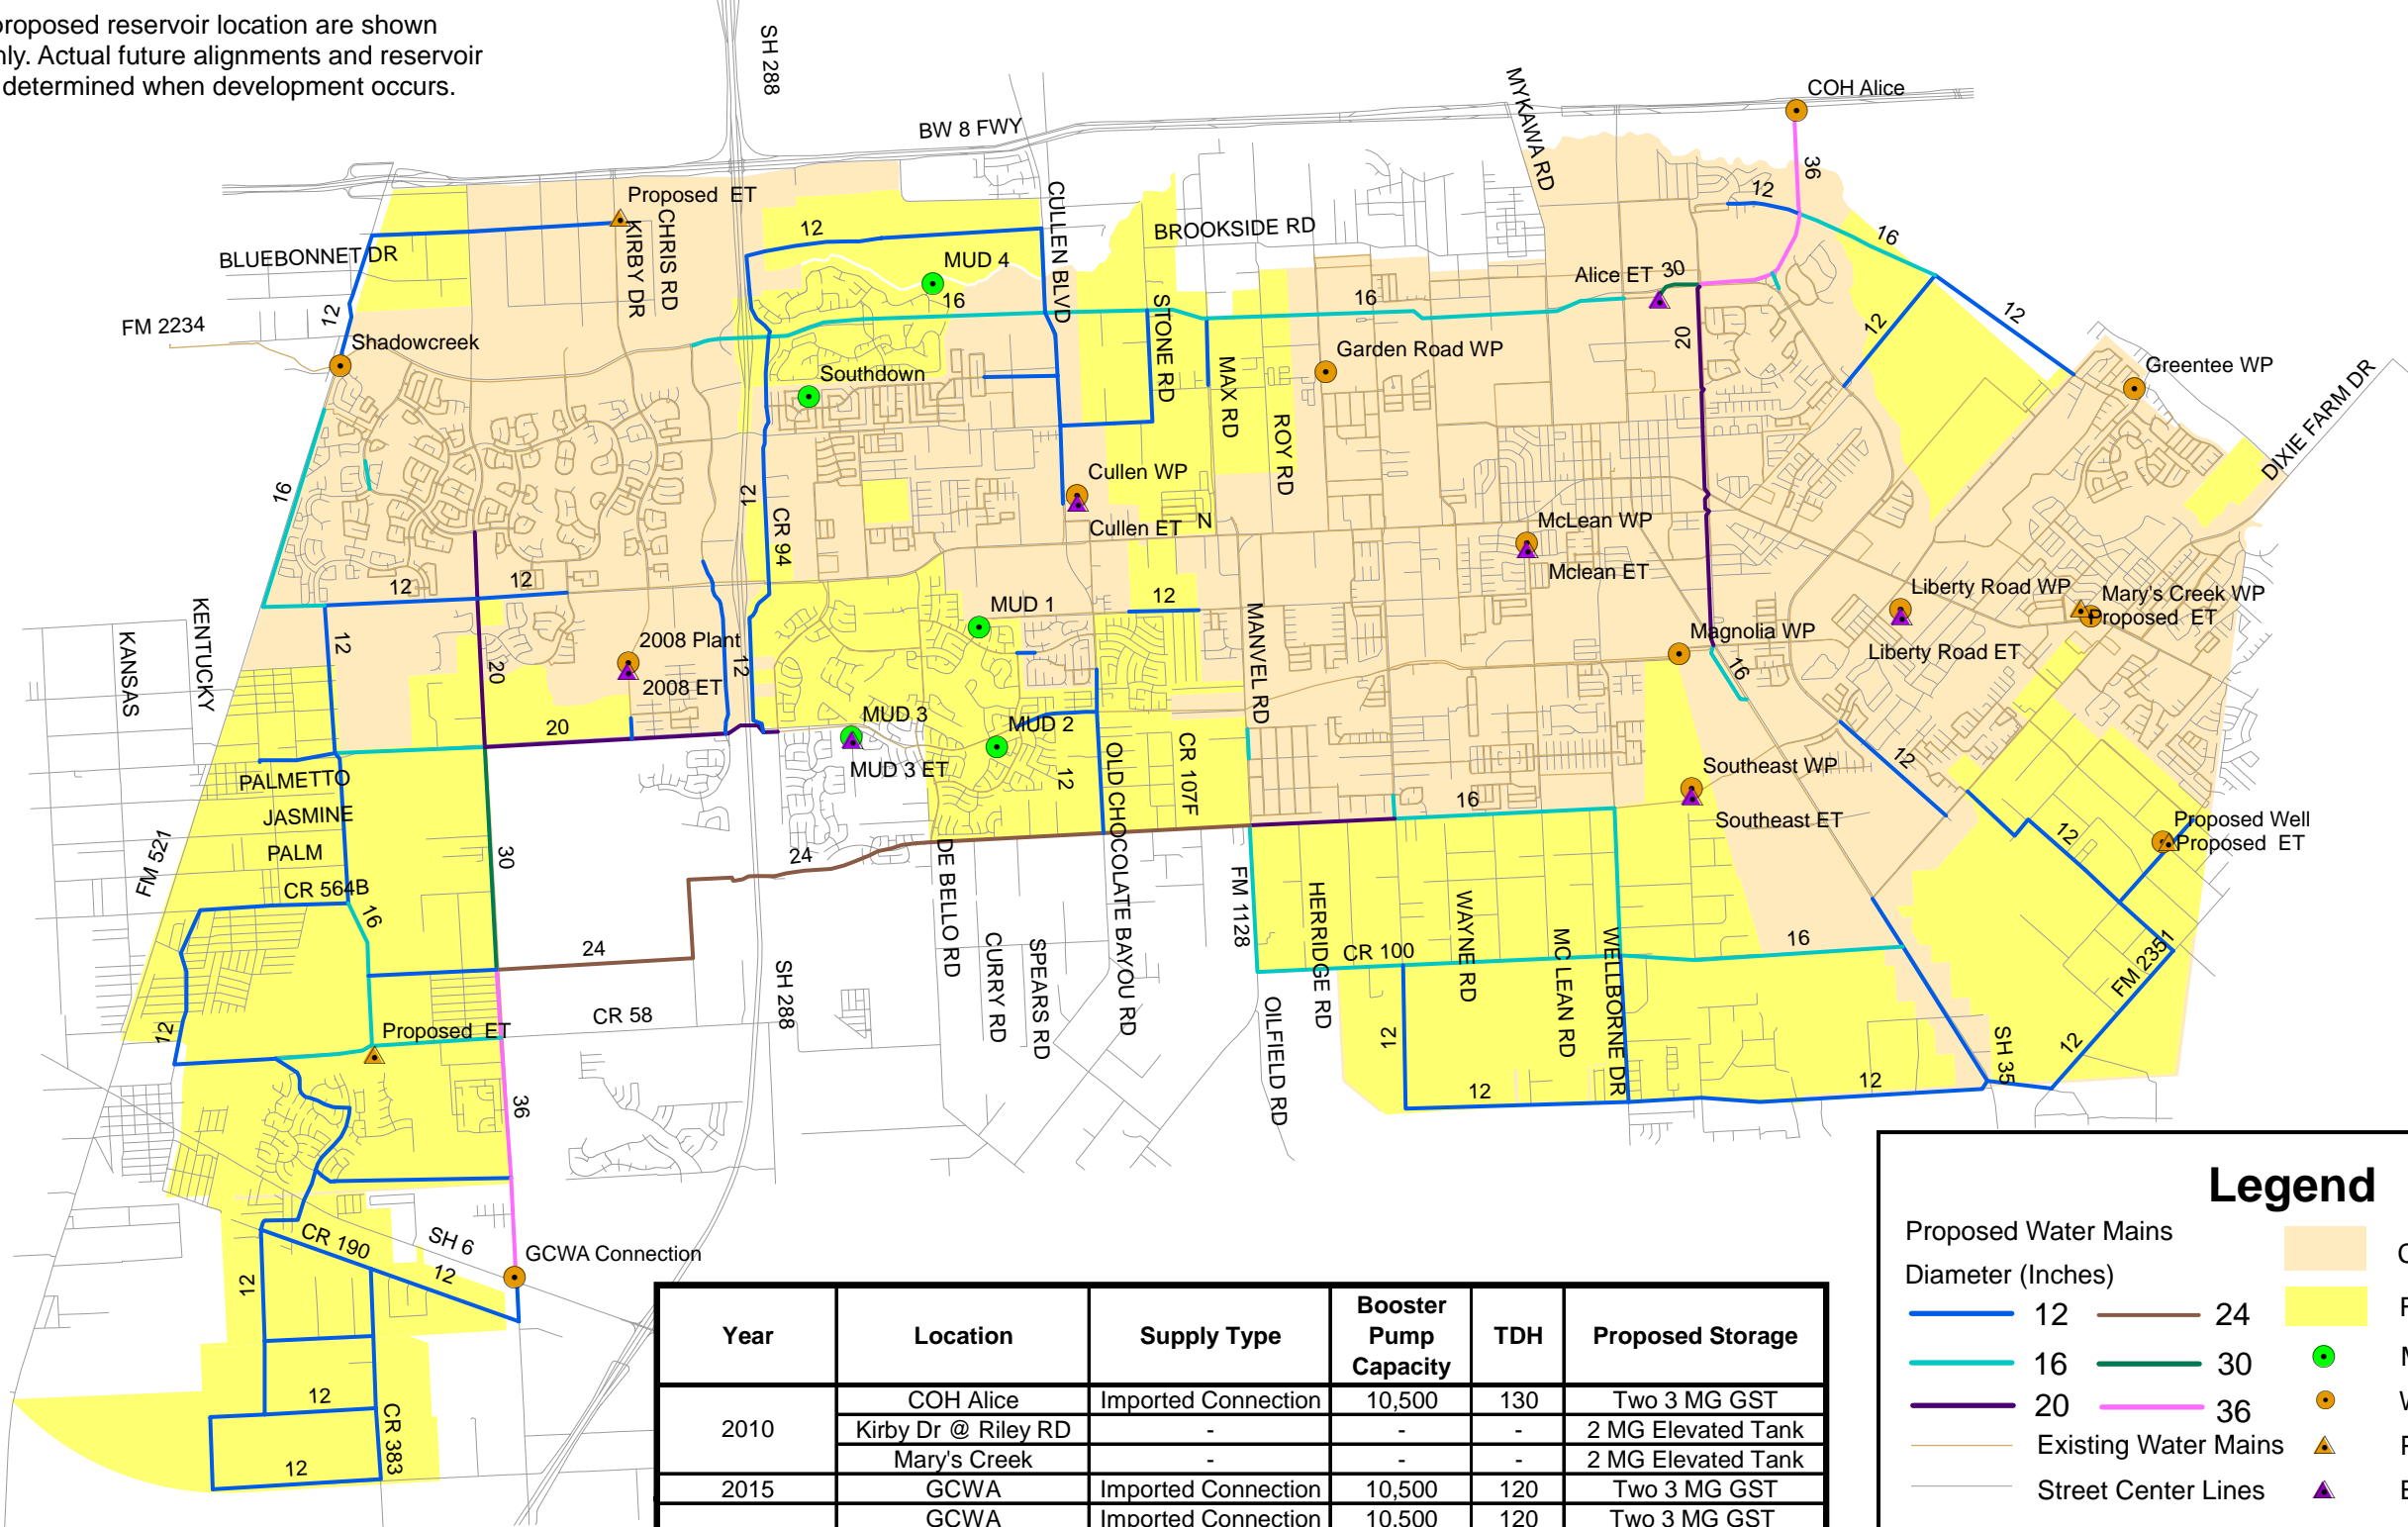 proposed reservoir location are shown
only. Actual future alignments and reservoir
determined when development occurs.
SH 288
BW 8 FWY
MYKAWA RD
COH Alice
36
12
16
Proposed ET
KIRBY DR
CHRIS RD
BLUEBONNET DR
12
FM 2234
Shadowcreek
12
MUD 4
16
CULLEN BLVD
BROOKSIDE RD
STONE RD
MAX RD
ROY RD
16
Alice ET
30
20
12
12
Greentee WP
DIXIE FARM DR
Southdown
Garden Road WP
16
12
CR 94
Cullen WP
Cullen ET
N
McLean WP
Mclean ET
Liberty Road WP
Liberty Road ET
Mary's Creek WP
Proposed ET
KANSAS
KENTUCKY
12
12
12
20
2008 Plant
2008 ET
12
MUD 1
12
MANVEL RD
Magnolia WP
16
20
MUD 3
MUD 3 ET
MUD 2
12
OLD CHOCOLATE BAYOU RD
CR 107F
Southeast WP
Southeast ET
16
12
Proposed Well
Proposed ET
12
PALMETTO
JASMINE
PALM
FM 521
CR 564B
16
30
24
24
DE BELLO RD
CURRY RD
SPEARS RD
FM 1128
HERRIDGE RD
CR 100
WAYNE RD
MC LEAN RD
WELLBORNE DR
16
FM 2351
12
SH 35
12
Proposed ET
CR 58
SH 288
OILFIELD RD
12
12
12
36
CR 190
SH 6
12
12
GCWA Connection
12
12
CR 383
Year Location Supply Type Booster Pump Capacity TDH Proposed Storage
2010 COH Alice Imported Connection 10,500 130 Two 3 MG GST
Kirby Dr @ Riley RD - - - 2 MG Elevated Tank
Mary's Creek - - - 2 MG Elevated Tank
2015 GCWA Imported Connection 10,500 120 Two 3 MG GST
GCWA Imported Connection 10,500 120 Two 3 MG GST
Legend
Proposed Water Mains
Diameter (Inches)
12 24
16 30
20 36
Existing Water Mains
Street Center Lines